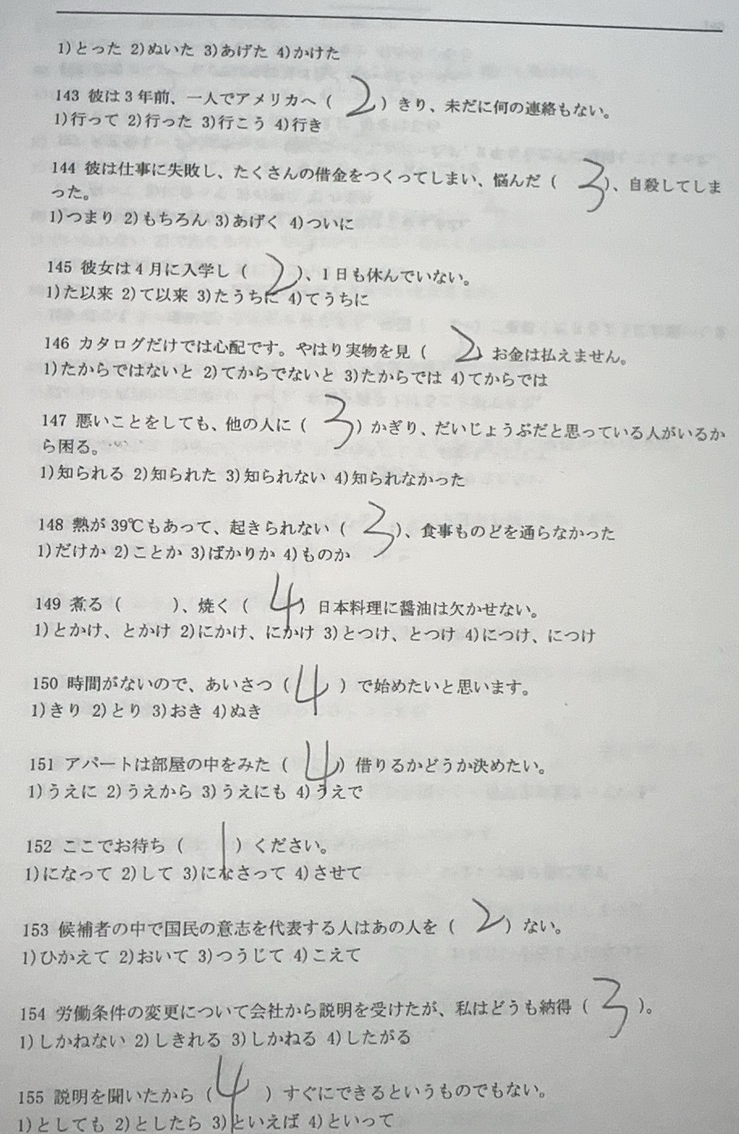 1)とった 2)ぬいた 3)あげた 4)かけた
143 彼は3年前、一人でアメリカへ（ 2 ）きり、未だに何の連絡もない。
1)行って 2)行った 3)行こう 4)行き
144 彼は仕事に失敗し、たくさんの借金をつくってしまい、悩んだ（ 3 ）、自殺してしま
った。
1)つまり 2)もちろん 3)あげく 4)ついに
145 彼女は4月に入学し（ 2 ）、1日も休んでいない。
1)た以来 2)て以来 3)たうちに 4)てうちに
146 カタログだけでは心配です。やはり実物を見（ 2 ）お金は払えません。
1)たからではないと 2)てからでないと 3)たからでは 4)てからでは
147 悪いことをしても、他の人に（ 3 ）かぎり、だいじょうぶだと思っている人がいるか
ら困る。
1)知られる 2)知られた 3)知られない 4)知られなかった
148 熱が39℃もあって、起きられない（ 3 ）、食事ものどを通らなかった
1)だけか 2)ことか 3)ばかりか 4)ものか
149 煮る（ ）、焼く（ 4 ）日本料理に醤油は欠かせない。
1)とかけ、とかけ 2)にかけ、にかけ 3)とつけ、とつけ 4)につけ、につけ
150 時間がないので、あいさつ（ 4 ）で始めたいと思います。
1)きり 2)とり 3)おき 4)ぬき
151 アパートは部屋の中をみた（ 4 ）借りるかどうか決めたい。
1)うえに 2)うえから 3)うえにも 4)うえで
152 ここでお待ち（ 1 ）ください。
1)になって 2)して 3)になさって 4)させて
153 候補者の中で国民の意志を代表する人はあの人を（ 2 ）ない。
1)ひかえて 2)おいて 3)つうじて 4)こえて
154 労働条件の変更について会社から説明を受けたが、私はどうも納得（ 3 ）。
1)しかねない 2)しきれる 3)しかねる 4)したがる
155 説明を聞いたから（ 4 ）すぐにできるというものでもない。
1)としても 2)としたら 3)といえば 4)といって